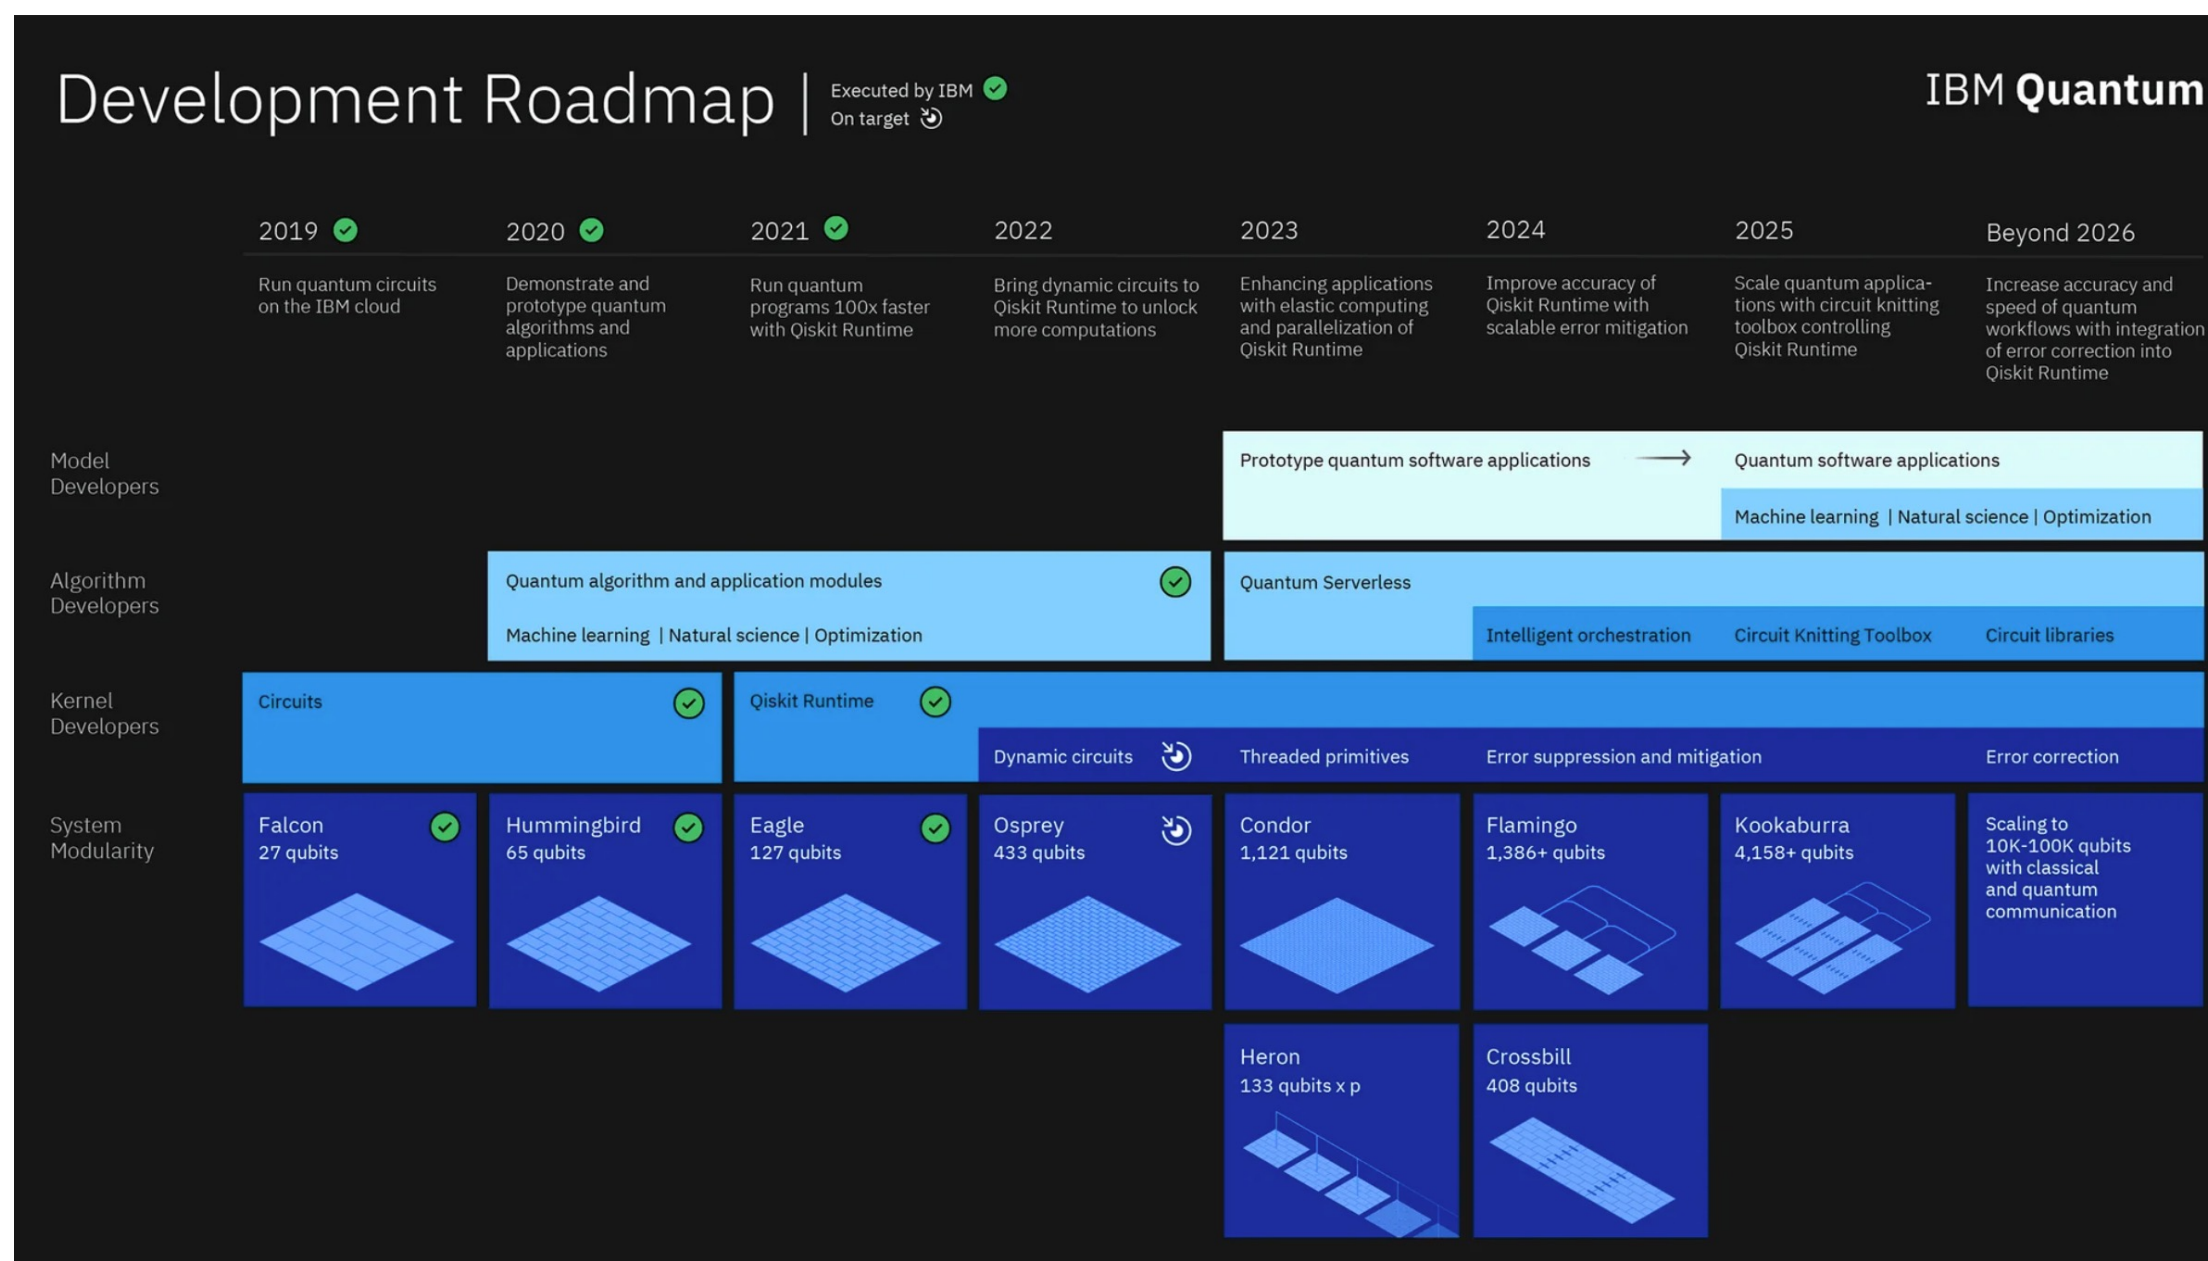 Development Roadmap
Executed by IBM
On target
IBM Quantum
2019
2020
2021
2022
2023
2024
2025
Beyond 2026
Run quantum circuits
on the IBM cloud
Demonstrate and
prototype quantum
algorithms and
applications
Run quantum
programs 100x faster
with Qiskit Runtime
Bring dynamic circuits to
Qiskit Runtime to unlock
more computations
Enhancing applications
with elastic computing
and parallelization of
Qiskit Runtime
Improve accuracy of
Qiskit Runtime with
scalable error mitigation
Scale quantum applica-
tions with circuit knitting
toolbox controlling
Qiskit Runtime
Increase accuracy and
speed of quantum
workflows with integration
of error correction into
Qiskit Runtime
Model
Developers
Prototype quantum software applications
Quantum software applications
Machine learning | Natural science | Optimization
Algorithm
Developers
Quantum algorithm and application modules
Machine learning | Natural science | Optimization
Quantum Serverless
Intelligent orchestration
Circuit Knitting Toolbox
Circuit libraries
Kernel
Developers
Circuits
Qiskit Runtime
Dynamic circuits
Threaded primitives
Error suppression and mitigation
Error correction
System
Modularity
Falcon
27 qubits
Hummingbird
65 qubits
Eagle
127 qubits
Osprey
433 qubits
Condor
1,121 qubits
Flamingo
1,386+ qubits
Kookaburra
4,158+ qubits
Scaling to
10K-100K qubits
with classical
and quantum
communication
Heron
133 qubits x p
Crossbill
408 qubits